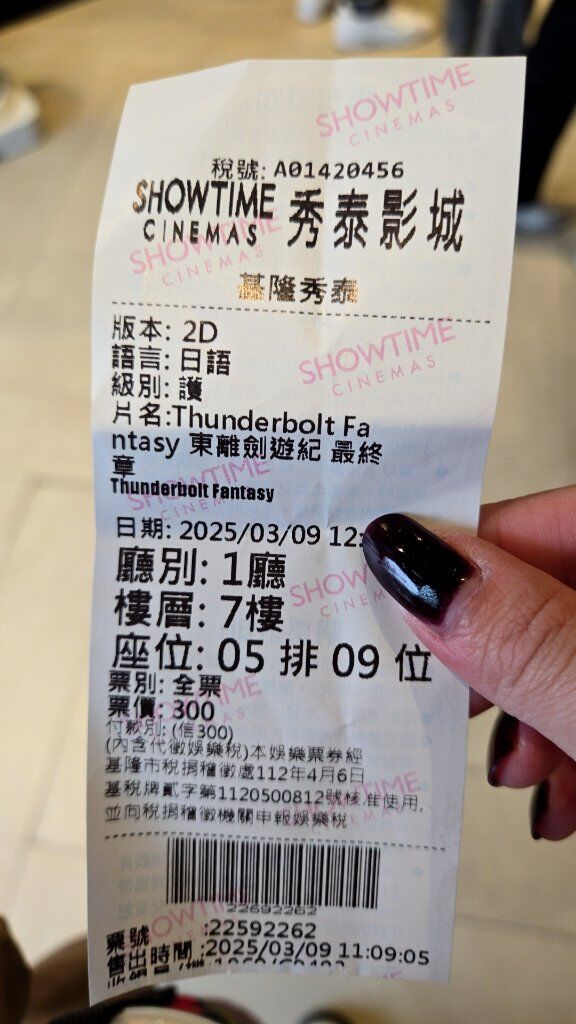 稅號: A01420456
SHOWTIME CINEMAS 秀泰影城
基隆秀泰
版本: 2D
語言: 日語
級別: 護
片名:Thunderbolt Fa
ntasy 東離劍遊紀 最終
章
Thunderbolt Fantasy
日期: 2025/03/09 12:
廳別: 1廳
樓層: 7樓
座位: 05 排 09 位
票別: 全票
票價: 300
付款別: (信300)
(內含代徵娛樂稅)本娛樂票券經
基隆市稅捐稽徵處112年4月6日
基稅牌貳字第1120500812號核准使用,
並向稅捐稽徵機關申報娛樂稅
22592262
票號 :22592262
售出時間 :2025/03/09 11:09:05
SHOWTIME CINEMAS
SHOWTIME CINEMAS
SHOWTIME CINEMAS